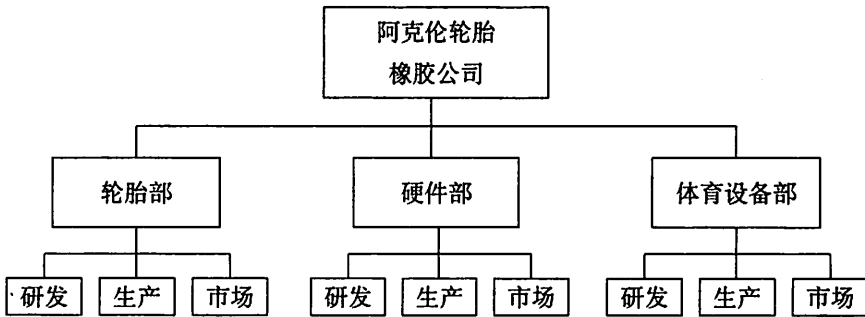 阿克伦轮胎
橡胶公司
轮胎部
硬件部
体育设备部
研发
生产
市场
研发
生产
市场
研发
生产
市场